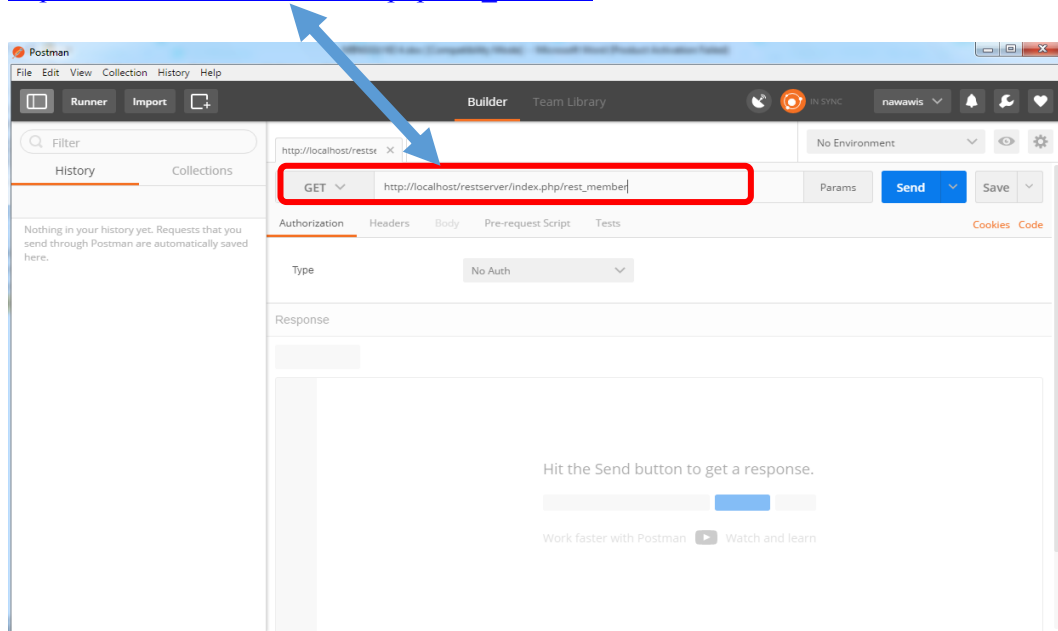 Postman
File Edit View Collection History Help
Runner Import Builder Team Library IN SYNC nawawis
Filter
http://localhost/restse
No Environment
History Collections
GET http://localhost/restserver/index.php/rest_member Params Send Save
Nothing in your history yet. Requests that you
send through Postman are automatically saved
here.
Authorization Headers Body Pre-request Script Tests Cookies Code
Type No Auth
Response
Hit the Send button to get a response.
Work faster with Postman Watch and learn